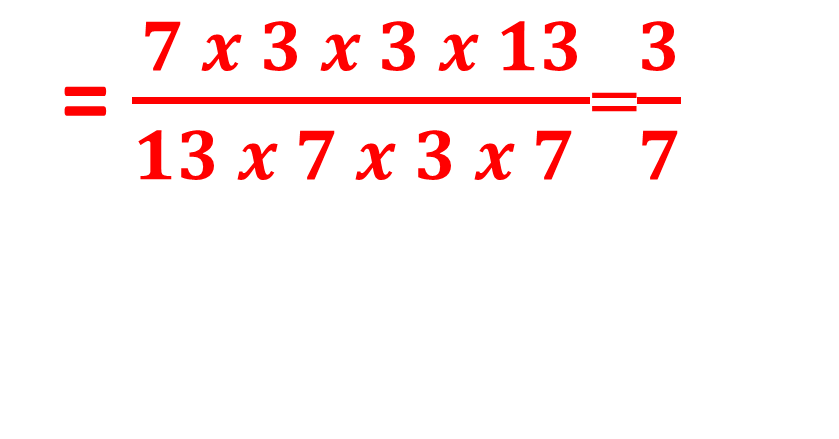 = 7 x 3 x 3 x 13 / 13 x 7 x 3 x 7 = 3 / 7